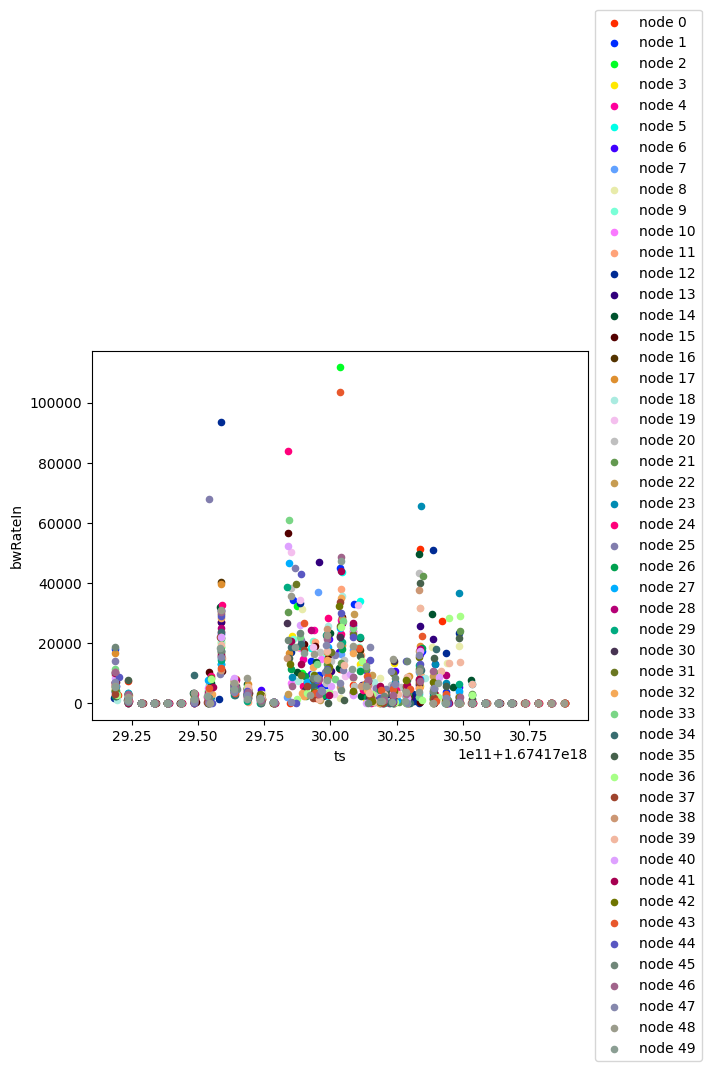 node 0
node 1
node 2
node 3
node 4
node 5
node 6
node 7
node 8
node 9
node 10
node 11
node 12
node 13
node 14
node 15
node 16
node 17
node 18
node 19
node 20
node 21
node 22
node 23
node 24
node 25
node 26
node 27
node 28
node 29
node 30
node 31
node 32
node 33
node 34
node 35
node 36
node 37
node 38
node 39
node 40
node 41
node 42
node 43
node 44
node 45
node 46
node 47
node 48
node 49
bwRateIn
100000
80000
60000
40000
20000
0
29.25 29.50 29.75 30.00 30.25 30.50 30.75
ts
1e11+1.67417e18